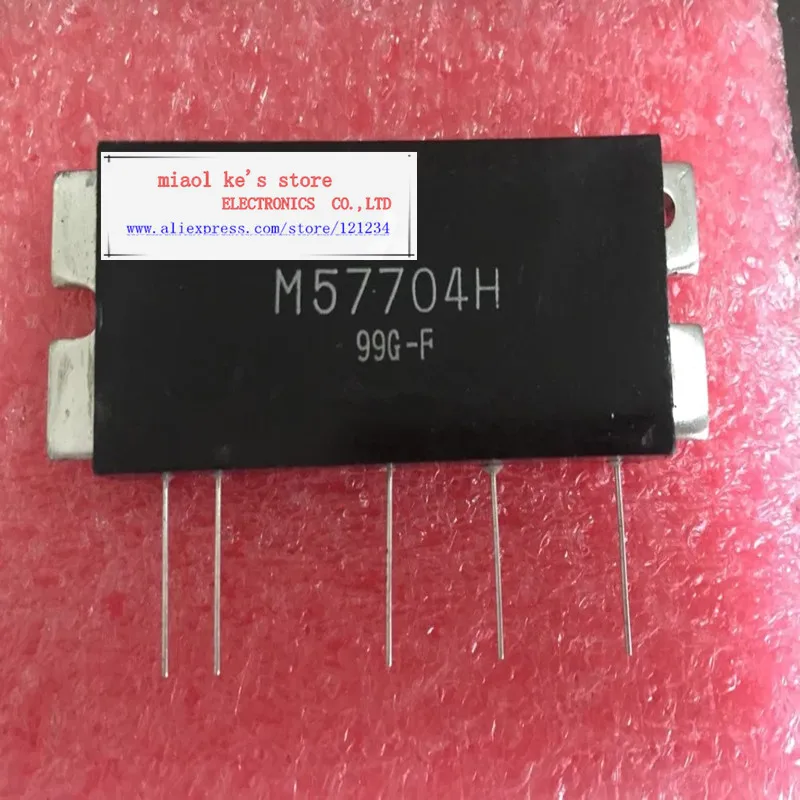 miaol ke's store
ELECTRONICS CO.,LTD
www.aliexpress.com/store/121234
M57704H
99G-F